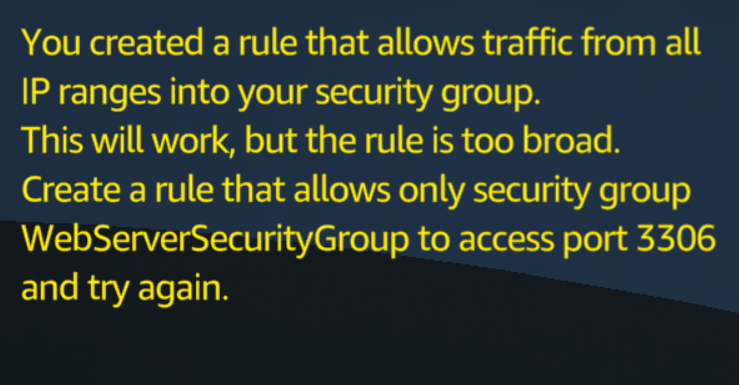 You created a rule that allows traffic from all
IP ranges into your security group.
This will work, but the rule is too broad.
Create a rule that allows only security group
WebServerSecurityGroup to access port 3306
and try again.